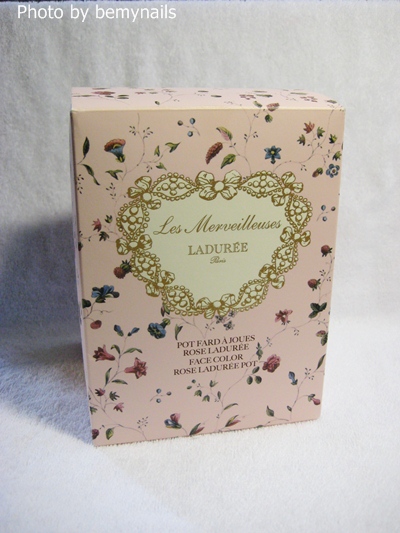 Photo by bemynails
Les Merveilleuses
LADURÉE
Paris
POT FARD À JOUES
ROSE LADURÉE
FACE COLOR
ROSE LADURÉE POT